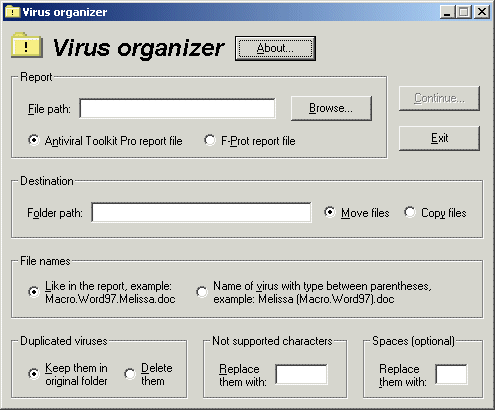 Virus organizer
Virus organizer About...
Report
File path: Browse... Continue...
Antiviral Toolkit Pro report file F-Prot report file Exit
Destination
Folder path: Move files Copy files
File names
Like in the report, example: Name of virus with type between parentheses,
Macro.Word97.Melissa.doc example: Melissa (Macro.Word97).doc
Duplicated viruses Not supported characters Spaces (optional)
Keep them in Delete Replace Replace
original folder them them with: them with: